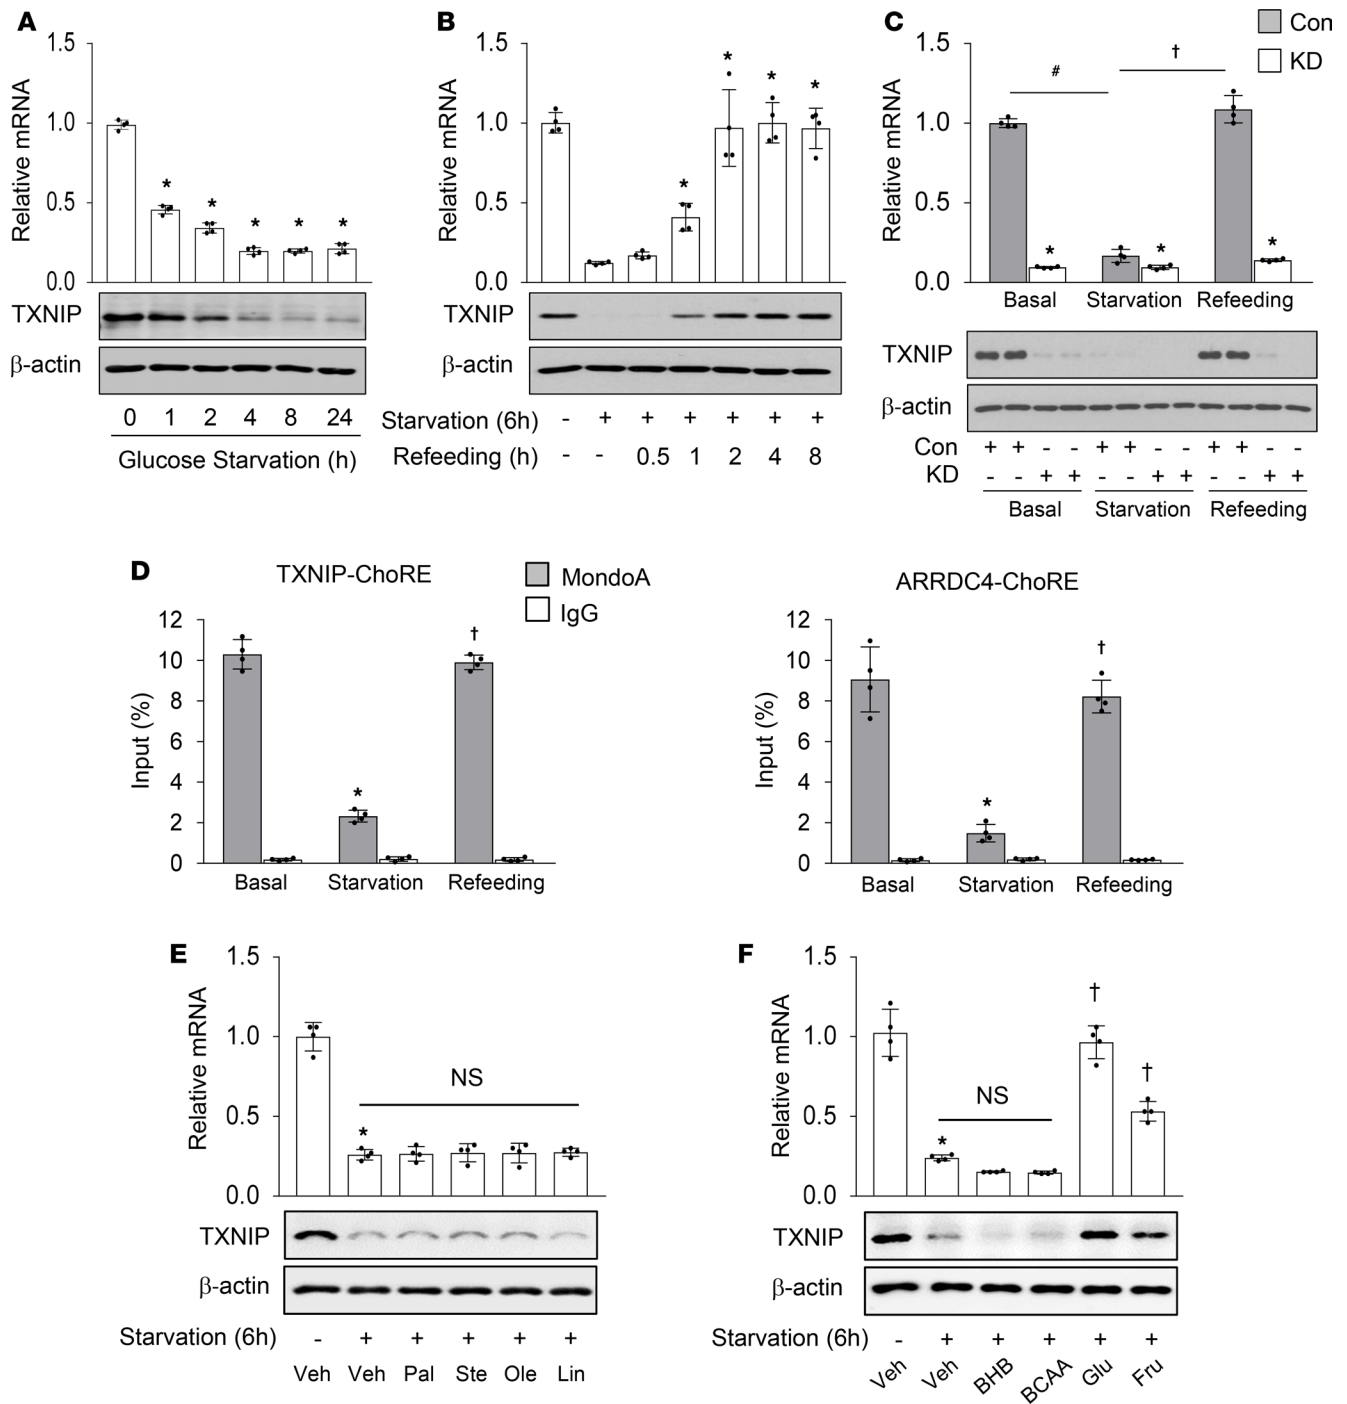 A
1.5
1.0
0.5
0.0
Relative mRNA
* * * * *
TXNIP
β-actin
0 1 2 4 8 24
Glucose Starvation (h)
B
1.5
1.0
0.5
0.0
Relative mRNA
* * * *
TXNIP
β-actin
Starvation (6h) - + + + + + +
Refeeding (h) - - 0.5 1 2 4 8
C
Con
KD
1.5
1.0
0.5
0.0
Relative mRNA
# †
* * *
Basal Starvation Refeeding
TXNIP
β-actin
Con + + - - + + - - + + - -
KD - - + + - - + + - - + +
Basal Starvation Refeeding
D
TXNIP-ChoRE
MondoA
IgG
12
10
8
6
4
2
0
Input (%)
* †
Basal Starvation Refeeding
ARRDC4-ChoRE
12
10
8
6
4
2
0
Input (%)
* †
Basal Starvation Refeeding
E
1.5
1.0
0.5
0.0
Relative mRNA
NS
*
TXNIP
β-actin
Starvation (6h) - + + + + +
Veh Veh Pal Ste Ole Lin
F
1.5
1.0
0.5
0.0
Relative mRNA
NS
* † †
TXNIP
β-actin
Starvation (6h) - + + + + +
Veh Veh BHB BCAA Glu Fru